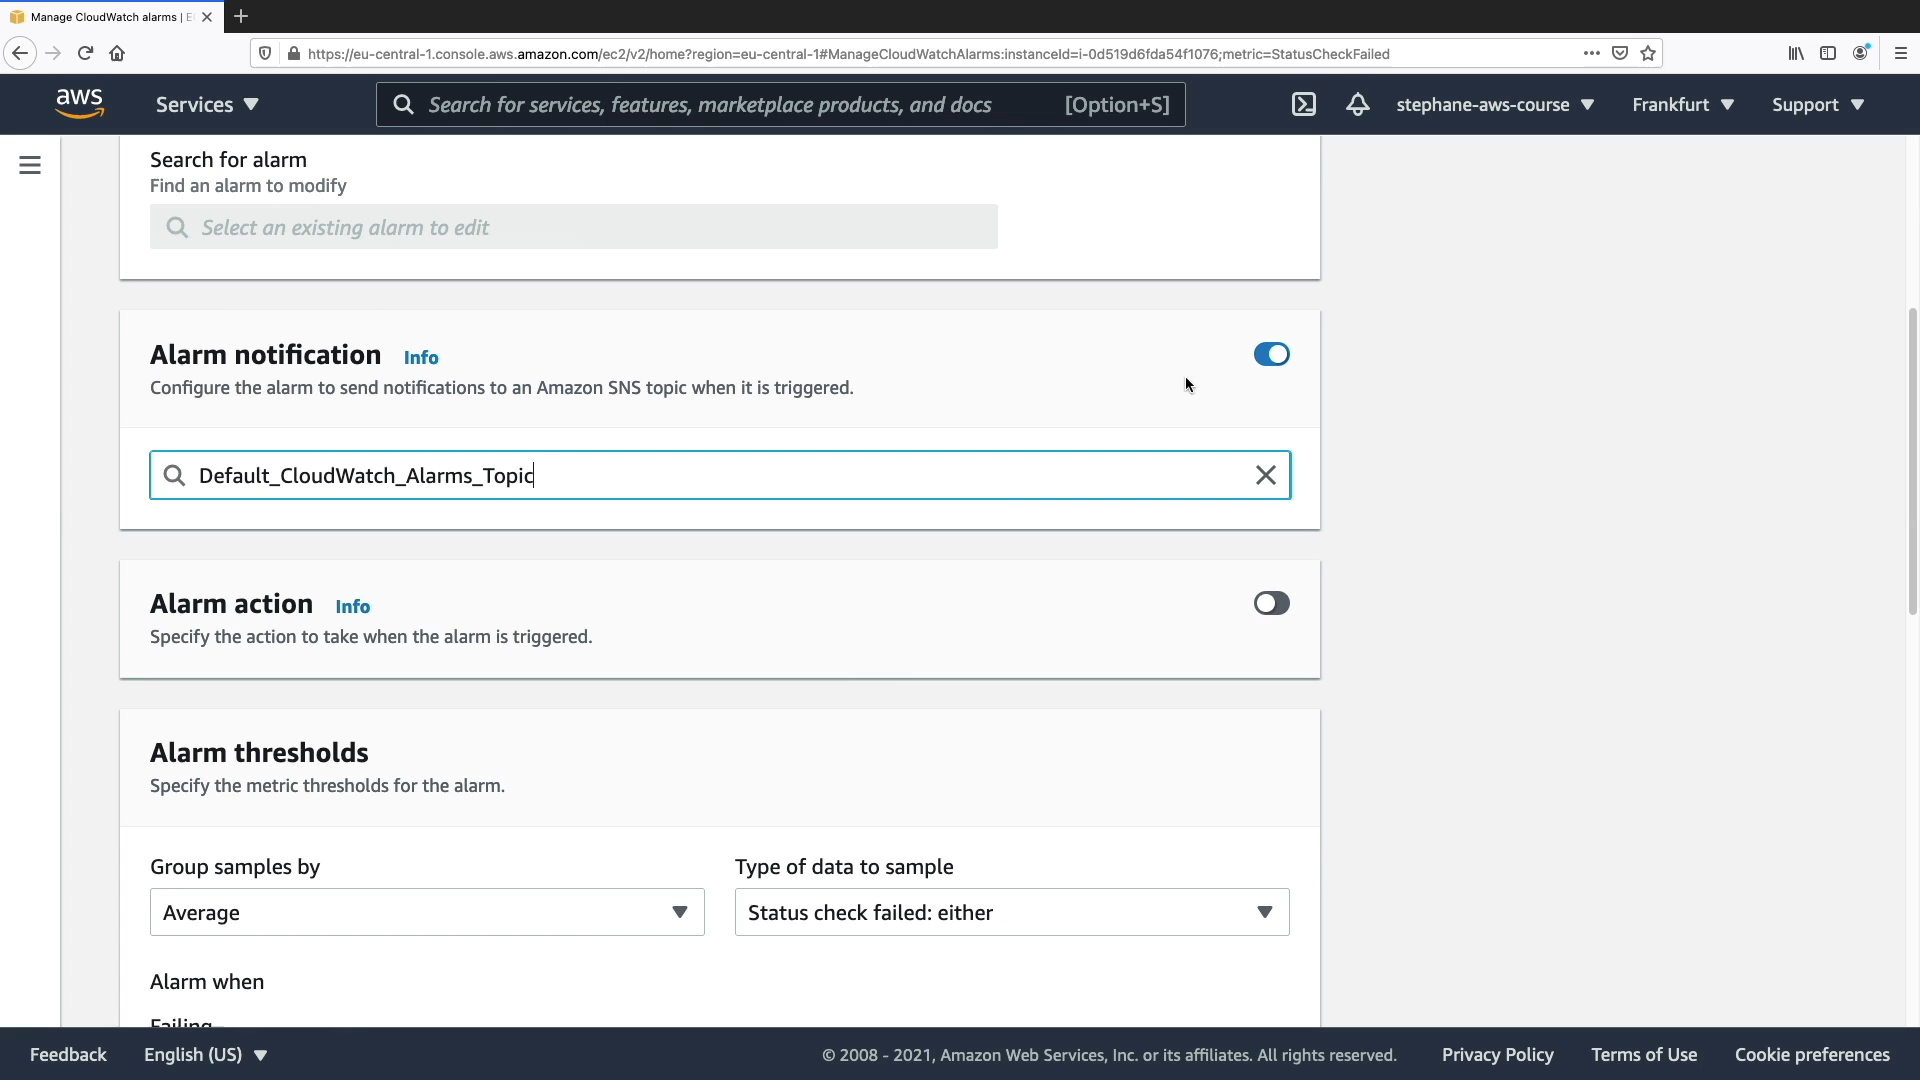 Manage CloudWatch alarms | E
https://eu-central-1.console.aws.amazon.com/ec2/v2/home?region=eu-central-1#ManageCloudWatchAlarms:instanceId=i-0d519d6fda54f1076;metric=StatusCheckFailed
aws
Services
Search for services, features, marketplace products, and docs
[Option+S]
stephane-aws-course
Frankfurt
Support
Search for alarm
Find an alarm to modify
Select an existing alarm to edit
Alarm notification Info
Configure the alarm to send notifications to an Amazon SNS topic when it is triggered.
Default_CloudWatch_Alarms_Topic
Alarm action Info
Specify the action to take when the alarm is triggered.
Alarm thresholds
Specify the metric thresholds for the alarm.
Group samples by
Type of data to sample
Average
Status check failed: either
Alarm when
Failing
Feedback
English (US)
© 2008 - 2021, Amazon Web Services, Inc. or its affiliates. All rights reserved.
Privacy Policy
Terms of Use
Cookie preferences